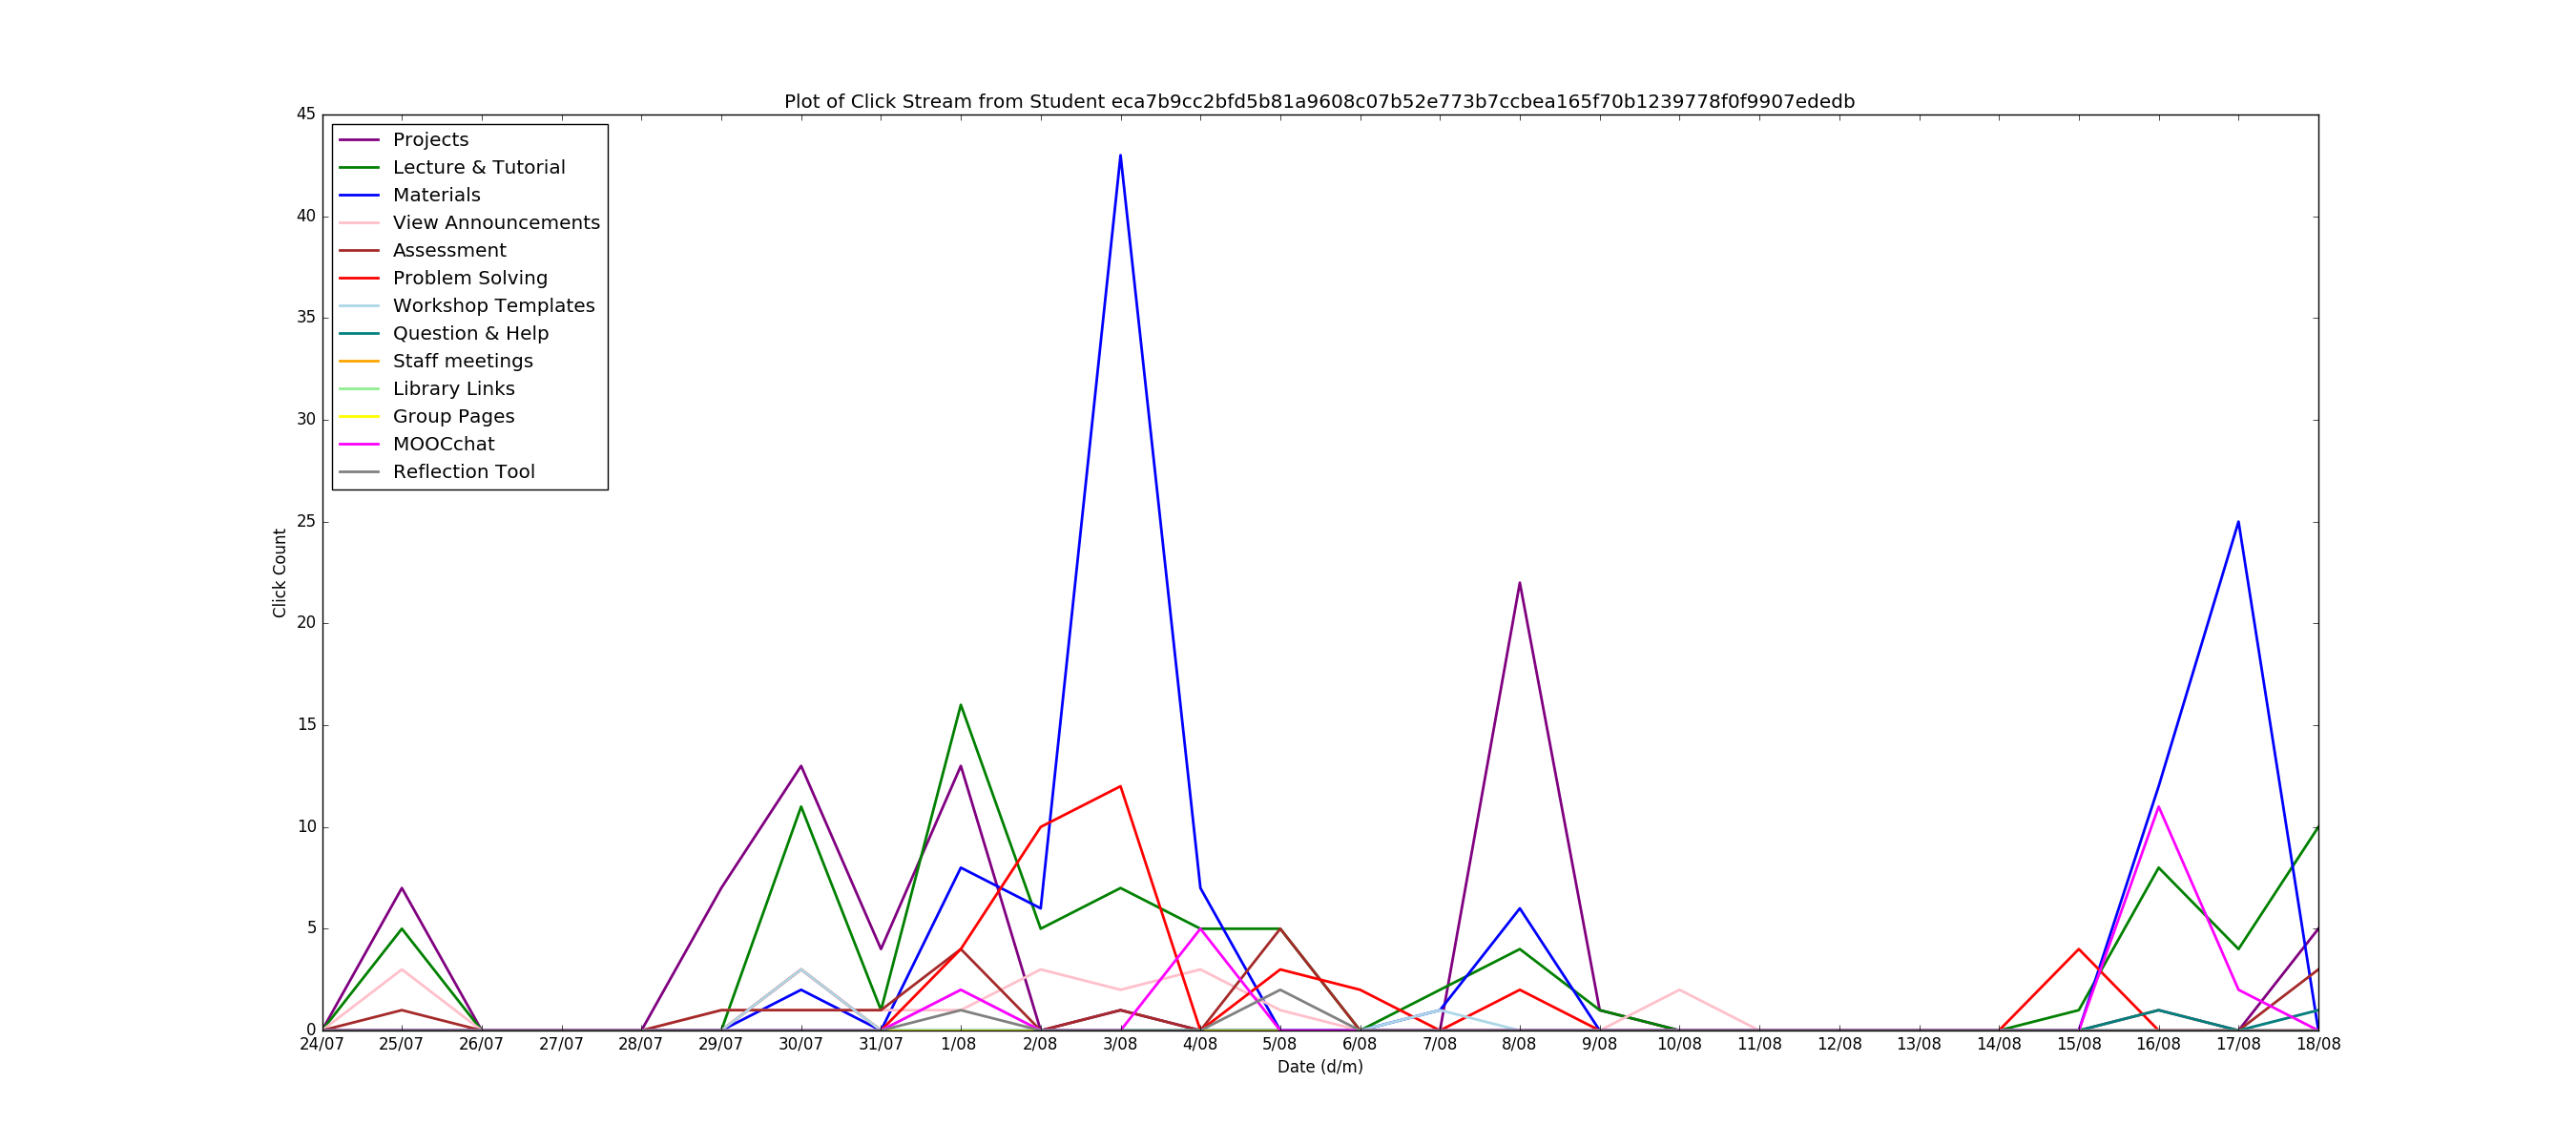 Plot of Click Stream from Student eca7b9cc2bfd5b81a9608c07b52e773b7ccbea165f70b1239778f0f9907ededb
45
40
35
30
25
20
15
10
5
0
Click Count
Projects
Lecture & Tutorial
Materials
View Announcements
Assessment
Problem Solving
Workshop Templates
Question & Help
Staff meetings
Library Links
Group Pages
MOOCchat
Reflection Tool
24/07 25/07 26/07 27/07 28/07 29/07 30/07 31/07 1/08 2/08 3/08 4/08 5/08 6/08 7/08 8/08 9/08 10/08 11/08 12/08 13/08 14/08 15/08 16/08 17/08 18/08
Date (d/m)